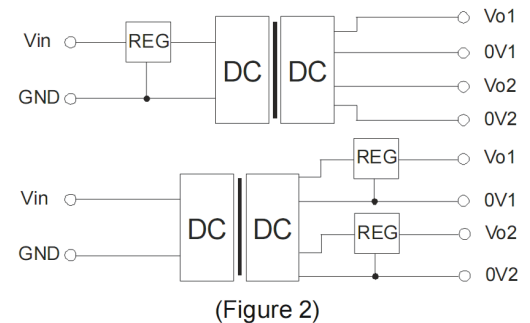 Vo1
Vin REG
0V1
DC DC
Vo2
GND
0V2
REG Vo1
Vin
0V1
DC DC REG Vo2
GND
0V2
(Figure 2)